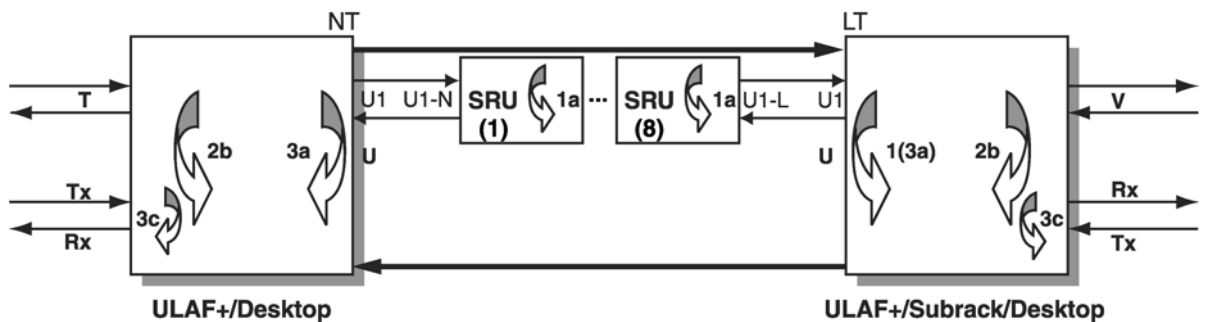 NT LT
SRU 1a ... SRU 1a
T U1 U1-N U1-L U1 V
(1) (8)
2b 3a U U 1(3a) 2b
Tx Rx
3c 3c
Rx Tx
ULAF+/Desktop ULAF+/Subrack/Desktop